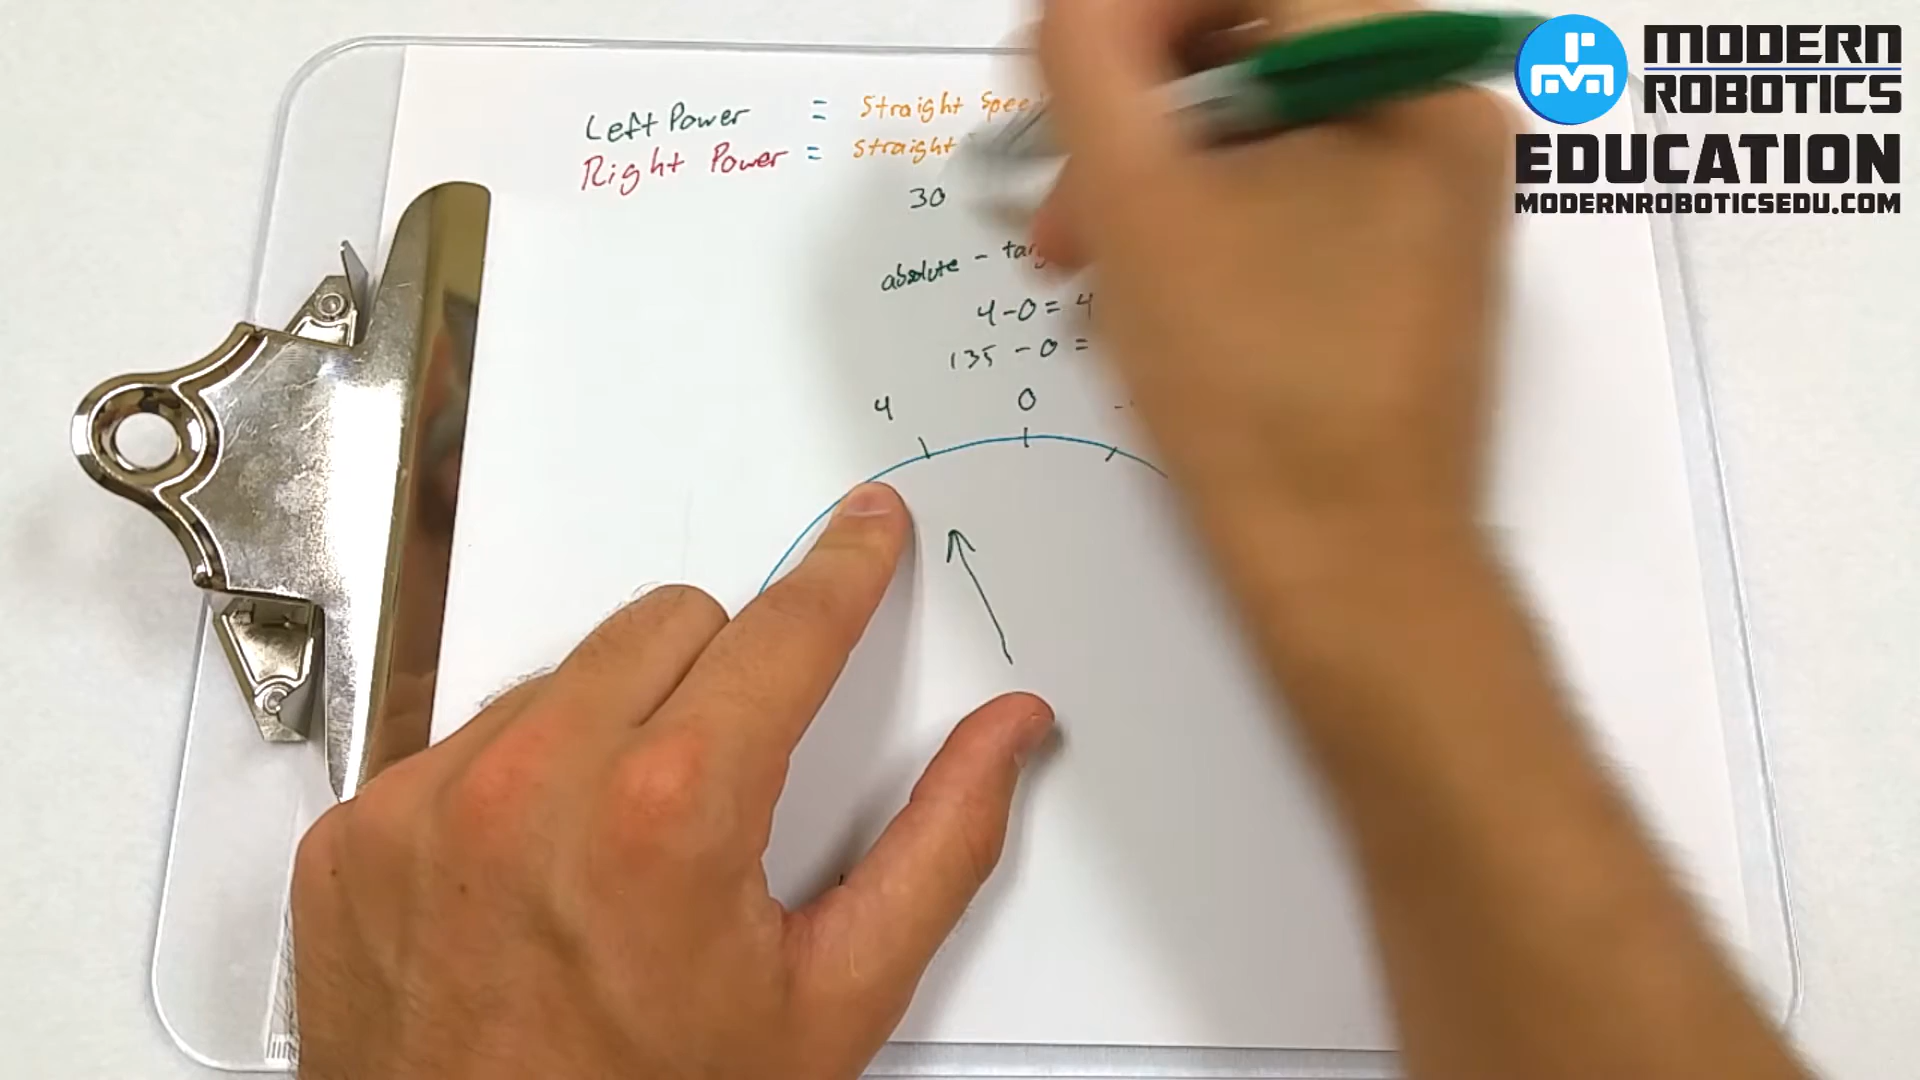 Left Power = Straight Spee
Right Power = Straight
30
absolute - targ
4-0=4
135 - 0 =
4 0 -
MODERN
ROBOTICS
EDUCATION
MODERNROBOTICSEDU.COM